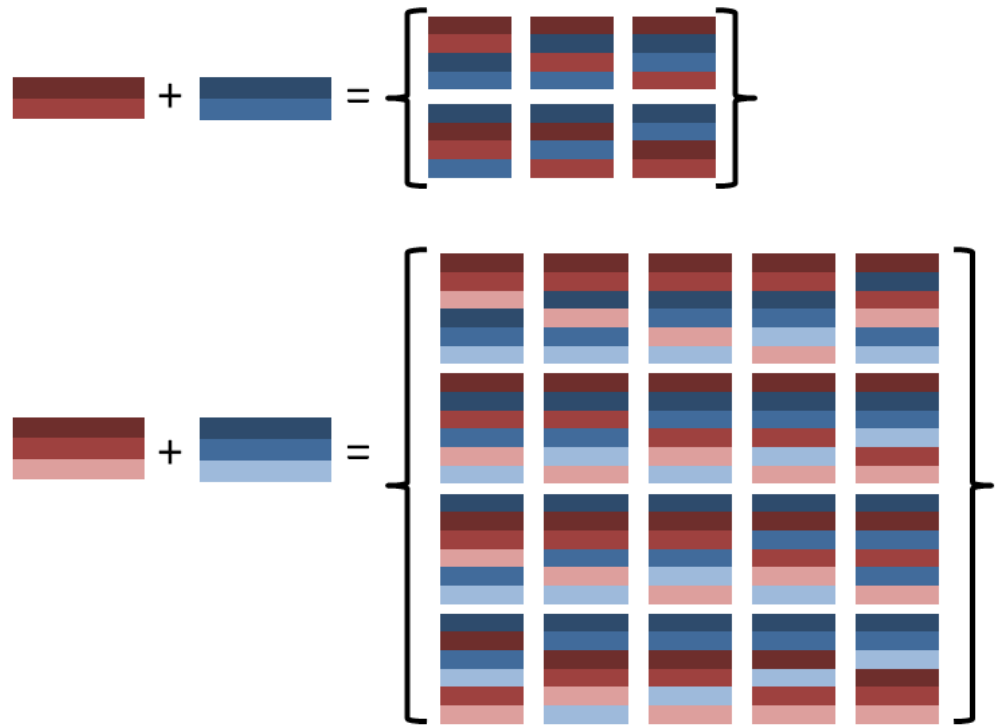 + =
+ =